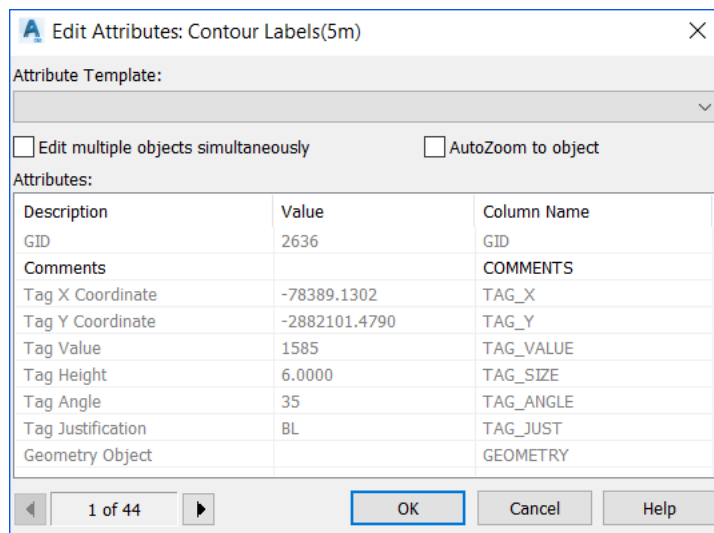 Edit Attributes: Contour Labels(5m)
Attribute Template:
Edit multiple objects simultaneously AutoZoom to object
Attributes:
Description Value Column Name
GID 2636 GID
Comments COMMENTS
Tag X Coordinate -78389.1302 TAG_X
Tag Y Coordinate -2882101.4790 TAG_Y
Tag Value 1585 TAG_VALUE
Tag Height 6.0000 TAG_SIZE
Tag Angle 35 TAG_ANGLE
Tag Justification BL TAG_JUST
Geometry Object GEOMETRY
1 of 44 OK Cancel Help